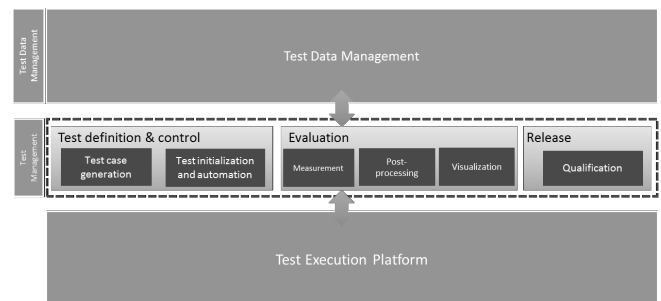 Test Data
Management
Test Data Management
Test
Management
Test definition & control
Test case
generation
Test initialization
and automation
Evaluation
Measurement
Post-
processing
Visualization
Release
Qualification
Test Execution Platform